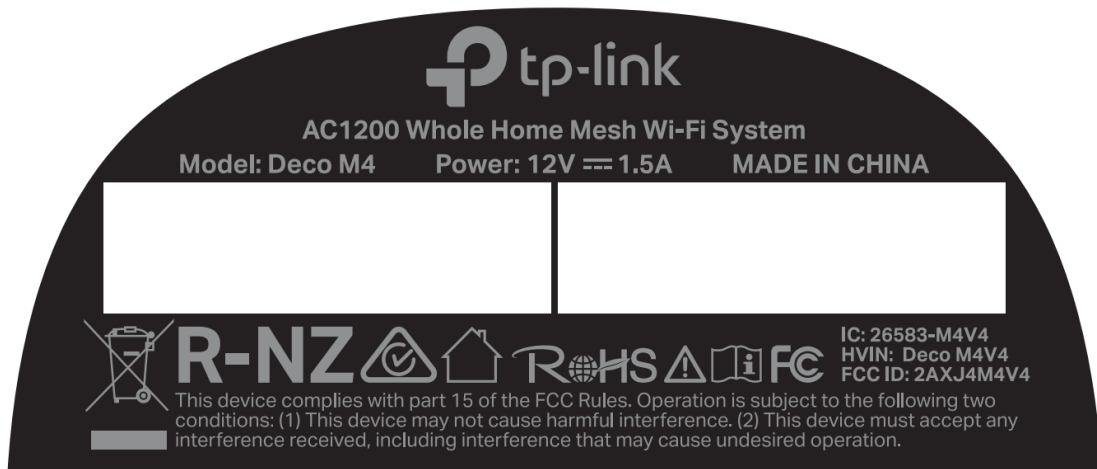 tp-link
AC1200 Whole Home Mesh Wi-Fi System
Model: Deco M4 Power: 12V ⎓ 1.5A MADE IN CHINA
R-NZ RoHS FC
IC: 26583-M4V4
HVIN: Deco M4V4
FCC ID: 2AXJ4M4V4
This device complies with part 15 of the FCC Rules. Operation is subject to the following two
conditions: (1) This device may not cause harmful interference. (2) This device must accept any
interference received, including interference that may cause undesired operation.